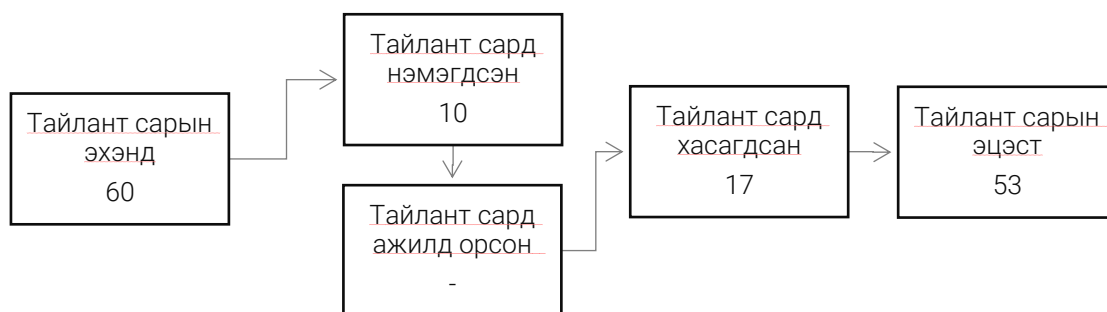 Тайлант сарын
эхэнд
60
Тайлант сард
нэмэгдсэн
10
Тайлант сард
ажилд орсон
-
Тайлант сард
хасагдсан
17
Тайлант сарын
эцэст
53